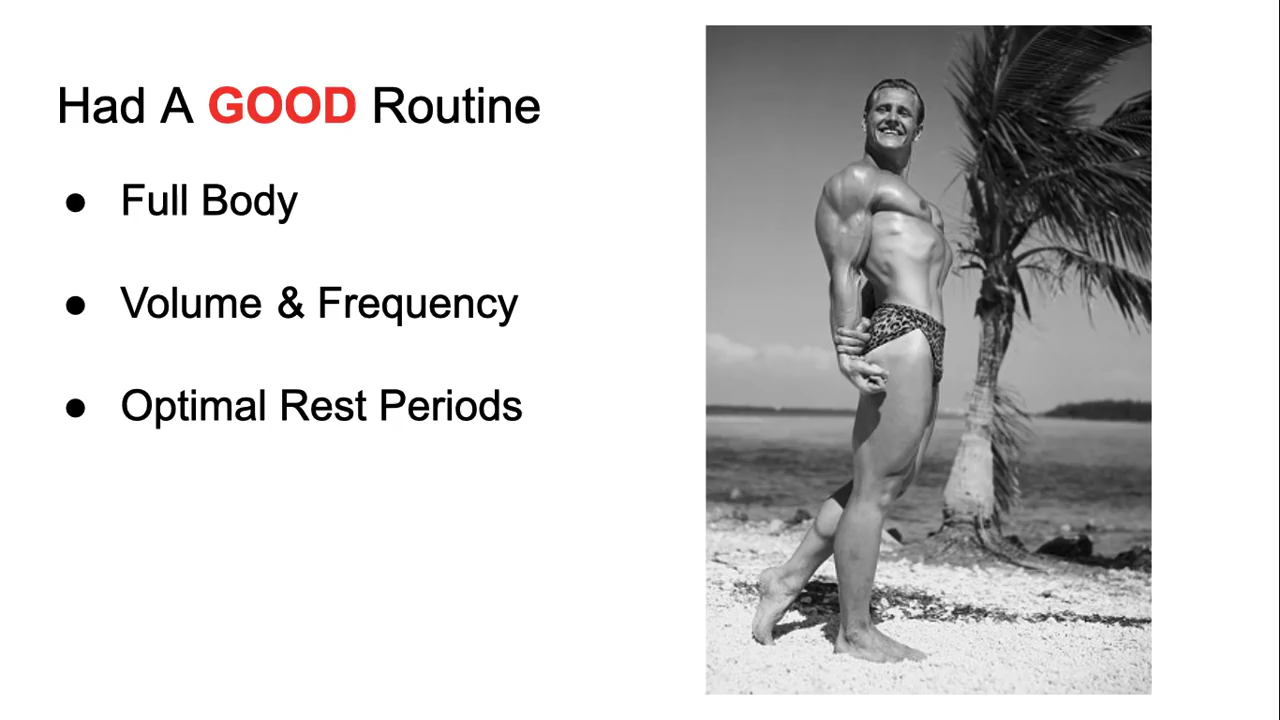 Had A GOOD Routine
● Full Body
● Volume & Frequency
● Optimal Rest Periods